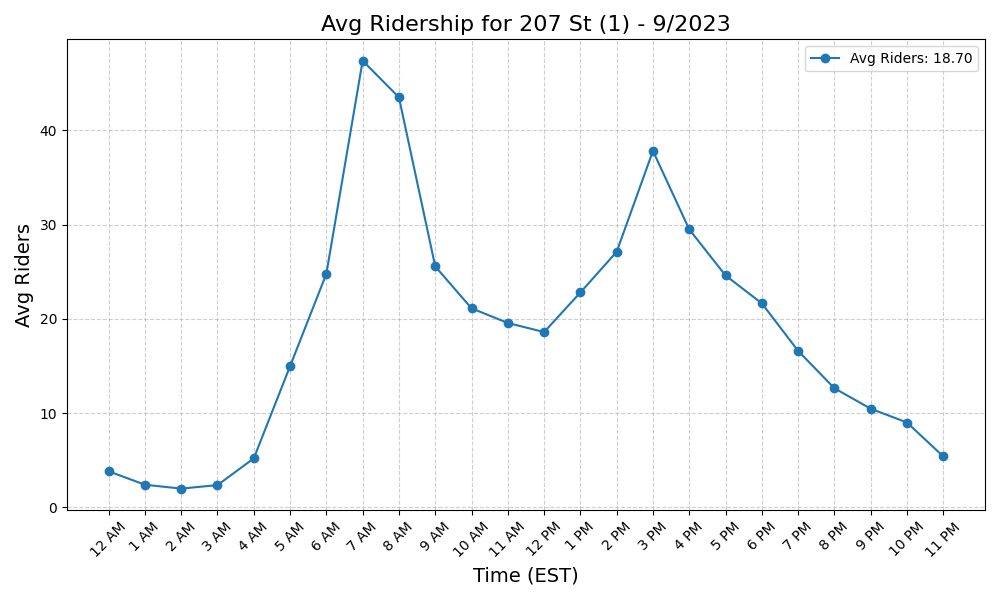 Avg Ridership for 207 St (1) - 9/2023
Avg Riders: 18.70
Avg Riders
40
30
20
10
0
12 AM
1 AM
2 AM
3 AM
4 AM
5 AM
6 AM
7 AM
8 AM
9 AM
10 AM
11 AM
12 PM
1 PM
2 PM
3 PM
4 PM
5 PM
6 PM
7 PM
8 PM
9 PM
10 PM
11 PM
Time (EST)